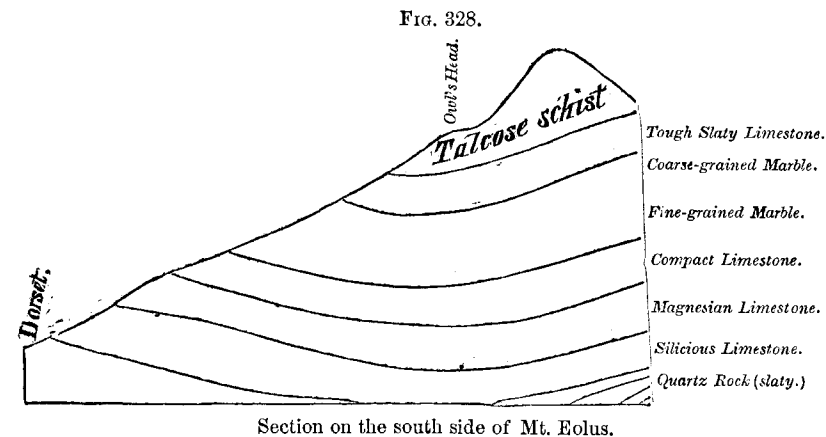 FIG. 328.
Owl's Head.
Talcose schist
Tough Slaty Limestone.
Coarse-grained Marble.
Fine-grained Marble.
Compact Limestone.
Dorset.
Magnesian Limestone.
Silicious Limestone.
Quartz Rock (slaty.)
Section on the south side of Mt. Eolus.